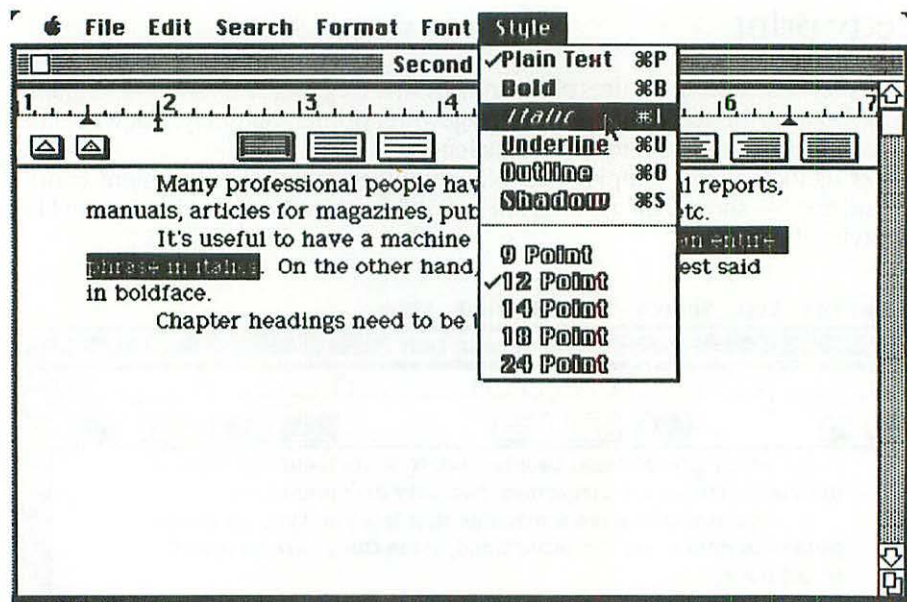 File Edit Search Format Font Style
Second
✓Plain Text ⌘P
Bold ⌘B
Italic ⌘I
Underline ⌘U
Outline ⌘O
Shadow ⌘S
9 Point
✓12 Point
14 Point
18 Point
24 Point
1 2 3 4 6 7
Many professional people hav l reports,
manuals, articles for magazines, pub etc.
It's useful to have a machine an entire
phrase in italics. On the other hand, est said
in boldface.
Chapter headings need to be